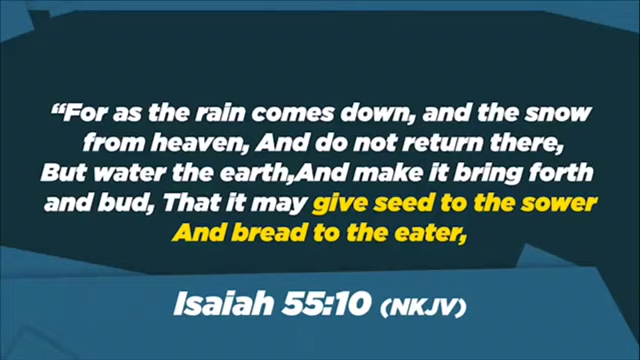 “For as the rain comes down, and the snow
from heaven, And do not return there,
But water the earth,And make it bring forth
and bud, That it may give seed to the sower
And bread to the eater,
Isaiah 55:10 (NKJV)